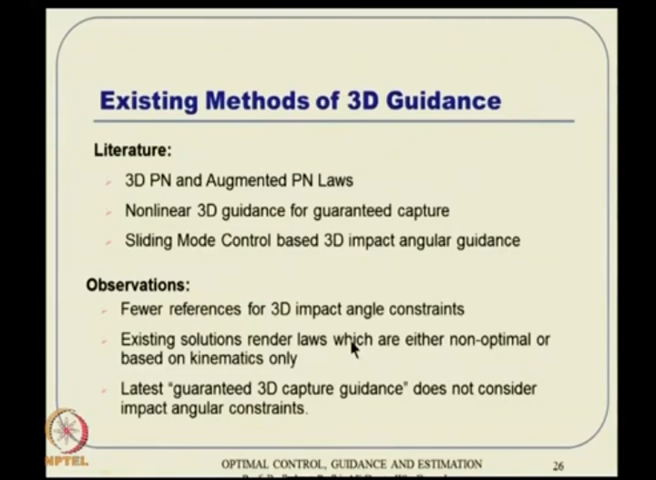 Existing Methods of 3D Guidance
Literature:
3D PN and Augmented PN Laws
Nonlinear 3D guidance for guaranteed capture
Sliding Mode Control based 3D impact angular guidance
Observations:
Fewer references for 3D impact angle constraints
Existing solutions render laws which are either non-optimal or
based on kinematics only
Latest “guaranteed 3D capture guidance” does not consider
impact angular constraints.
NPTEL
OPTIMAL CONTROL, GUIDANCE AND ESTIMATION
26